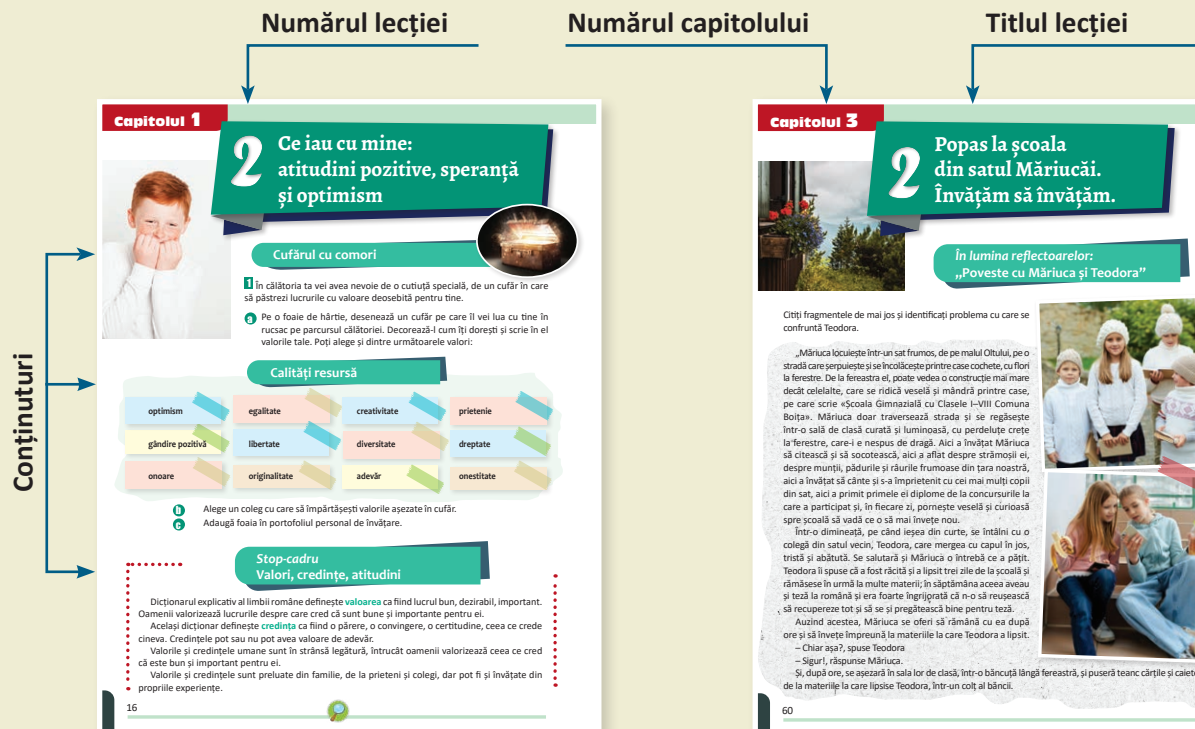 Numărul lecției
Numărul capitolului
Titlul lecției
Conținuturi
Capitolul 1
2
Ce iau cu mine:
atitudini pozitive, speranță
și optimism
Cufărul cu comori
1 În călătoria ta vei avea nevoie de o cutiuță specială, de un cufăr în care
să păstrezi lucrurile cu valoare deosebită pentru tine.
a Pe o foaie de hârtie, desenează un cufăr pe care îl vei lua cu tine în
rucsac pe parcursul călătoriei. Decorează-l cum îți dorești și scrie în el
valorile tale. Poți alege și dintre următoarele valori:
Calități resursă
optimism egalitate creativitate prietenie
gândire pozitivă libertate diversitate dreptate
onoare originalitate adevăr onestitate
b Alege un coleg cu care să împărtășești valorile așezate în cufăr.
c Adaugă foaia în portofoliul personal de învățare.
Stop-cadru
Valori, credințe, atitudini
Dicționarul explicativ al limbii române definește valoarea ca fiind lucrul bun, dezirabil, important.
Oamenii valorizează lucrurile despre care cred că sunt bune și importante pentru ei.
Același dicționar definește credința ca fiind o părere, o convingere, o certitudine, ceea ce crede
cineva. Credințele pot sau nu pot avea valoare de adevăr.
Valorile și credințele umane sunt în strânsă legătură, întrucât oamenii valorizează ceea ce cred
că este bun și important pentru ei.
Valorile și credințele sunt preluate din familie, de la prieteni și colegi, dar pot fi și învățate din
propriile experiențe.
16
Capitolul 3
2
Popas la școala
din satul Măriucăi.
Învățăm să învățăm.
În lumina reflectoarelor:
„Poveste cu Măriuca și Teodora”
Citiți fragmentele de mai jos și identificați problema cu care se
confruntă Teodora.
„Măriuca locuiește într-un sat frumos, de pe malul Oltului, pe o
stradă care șerpuiește și se încolăcește printre case cochete, cu flori
la ferestre. De la fereastra ei, poate vedea o construcție mai mare
decât celelalte, care se ridică veselă și mândră printre case,
pe care scrie «Școala Gimnazială cu Clasele I–VIII Comuna
Boița». Măriuca doar traversează strada și se regăsește
într-o sală de clasă curată și luminoasă, cu perdeluțe crețe
la ferestre, care-i e nespus de dragă. Aici a învățat Măriuca
să citească și să socotească, aici a aflat despre strămoșii ei,
despre munții, pădurile și râurile frumoase din țara noastră,
aici a învățat să cânte și s-a împrietenit cu cei mai mulți copii
din sat, aici a primit primele ei diplome de la concursurile la
care a participat și, în fiecare zi, pornește veselă și curioasă
spre școală să vadă ce o să mai învețe nou.
Într-o dimineață, pe când ieșea din curte, se întâlni cu o
colegă din satul vecin, Teodora, care mergea cu capul în jos,
tristă și abătută. Se salutară și Măriuca o întrebă ce a pățit.
Teodora îi spuse că a fost răcită și a lipsit trei zile de la școală și
rămăsese în urmă la multe materii; în săptămâna aceea aveau
și teză la română și era foarte îngrijorată că n-o să reușească
să recupereze tot și să se și pregătească bine pentru teză.
Auzind acestea, Măriuca se oferi să rămână cu ea după
ore și să învețe împreună la materiile la care Teodora a lipsit.
– Chiar așa?, spuse Teodora
– Sigur!, răspunse Măriuca.
Și, după ore, se așezară în sala lor de clasă, într-o băncuță lângă fereastră, și puseră teanc cărțile și caiete
de la materiile la care lipsise Teodora, într-un colț al băncii.
60